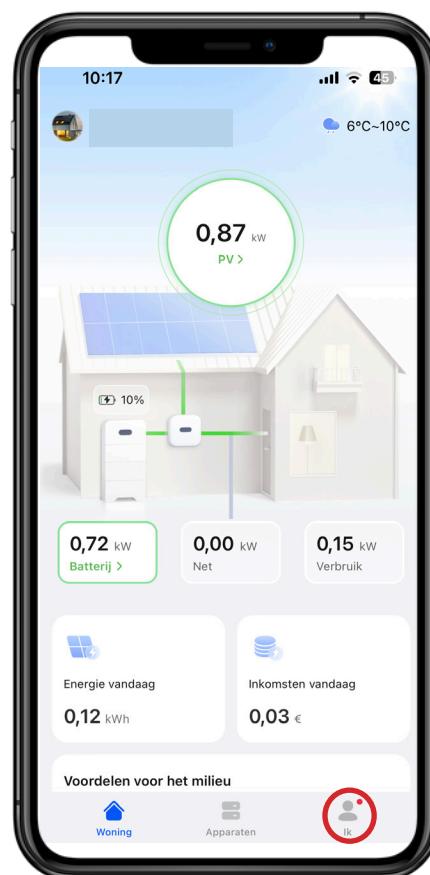 10:17
45
6°C~10°C
0,87 kW
PV >
10%
0,72 kW
Batterij >
0,00 kW
Net
0,15 kW
Verbruik
Energie vandaag
0,12 kWh
Inkomsten vandaag
0,03 €
Voordelen voor het milieu
Woning
Apparaten
Ik